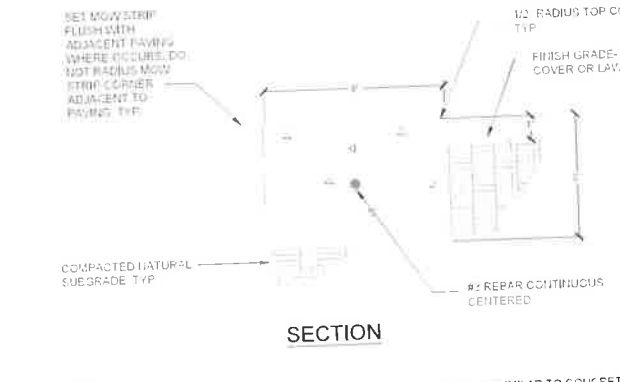 SET MOW STRIP
FLUSH WITH
ADJACENT PAVING
WHERE OCCURS, DO
NOT RADIUS MOW
STRIP CORNER
ADJACENT TO
PAVING, TYP.
1/2" RADIUS TOP
TYP
FINISH GRADE-
COVER OR
COMPACTED NATURAL
SUBGRADE, TYP
#3 REBAR CONTINUOUS
CENTERED
SECTION